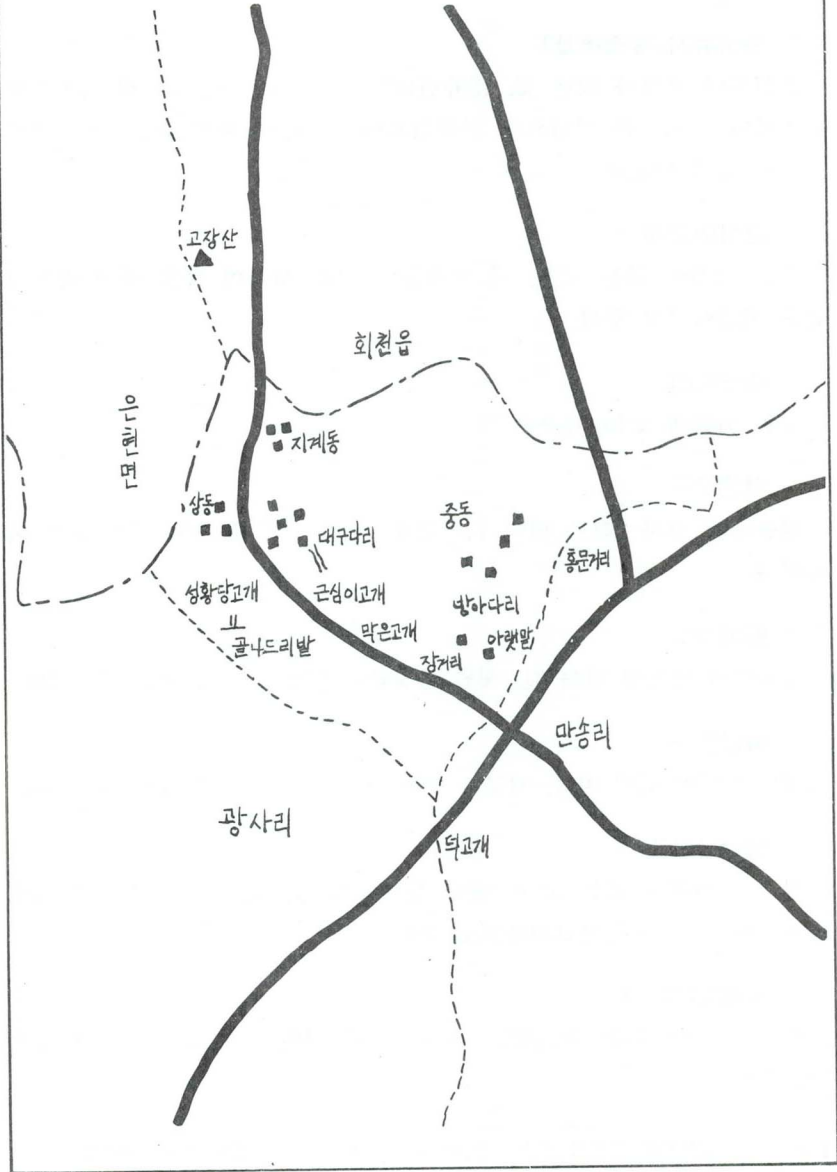 고장산
회천읍
은현면
지계동
상동
대구다리
중동
홍문거리
성황당고개
근심이고개
방아다리
골나드리발
막은고개
아랫말
장거리
만송리
광사리
덕고개